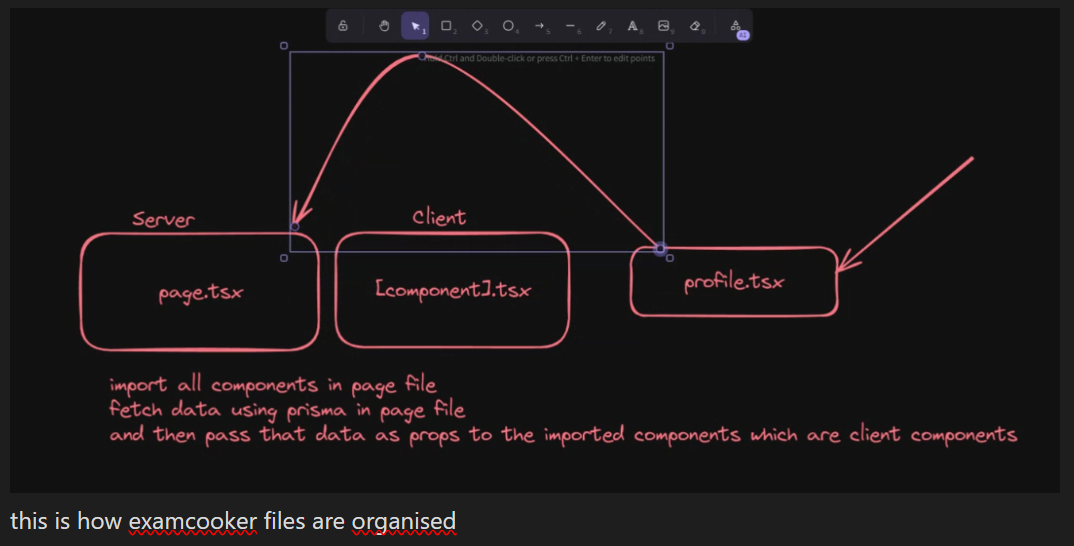 Hold Ctrl and Double-click or press Ctrl + Enter to edit points
Server
Client
page.tsx
[component].tsx
profile.tsx
import all components in page file
fetch data using prisma in page file
and then pass that data as props to the imported components which are client components
this is how examcooker files are organised